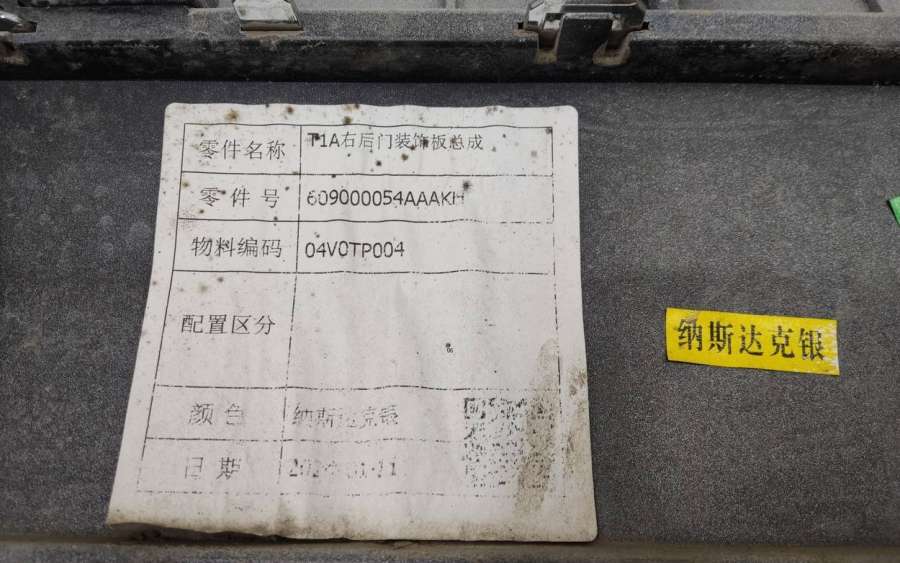 零件名称 T1A右后门装饰板总成
零件号 609000054AAAKH
物料编码 04V0TP004
配置区分
颜色 纳斯达克银
日期
纳斯达克银